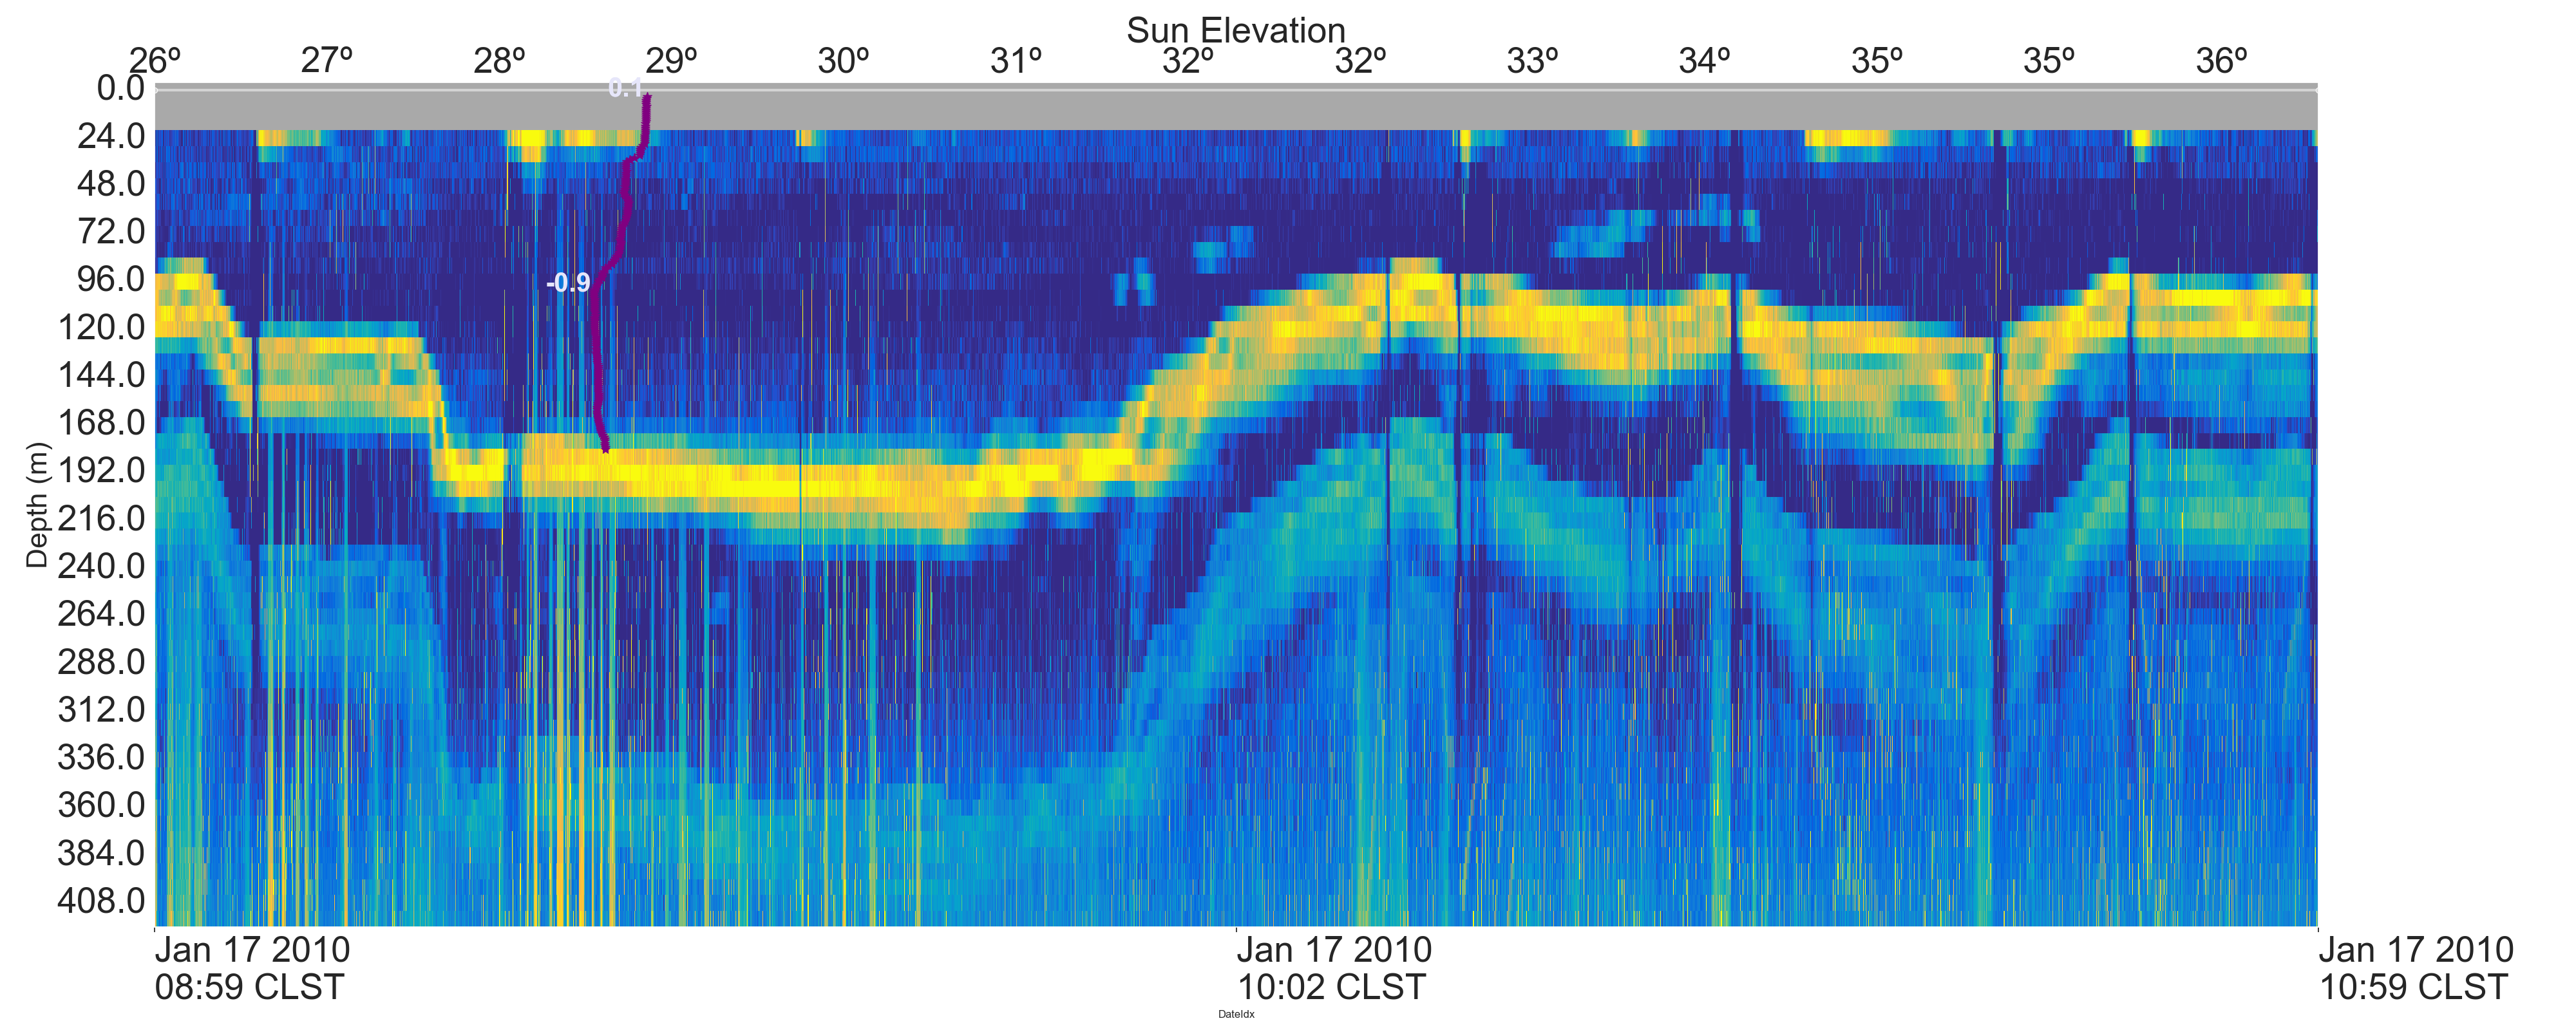 Sun Elevation
26º 27º 28º 29º 30º 31º 32º 32º 33º 34º 35º 35º 36º
0.0
24.0
48.0
72.0
96.0
120.0
144.0
168.0
192.0
216.0
240.0
264.0
288.0
312.0
336.0
360.0
384.0
408.0
Depth (m)
0.1
-0.9
Jan 17 2010
08:59 CLST
Jan 17 2010
10:02 CLST
Jan 17 2010
10:59 CLST
DateIdx